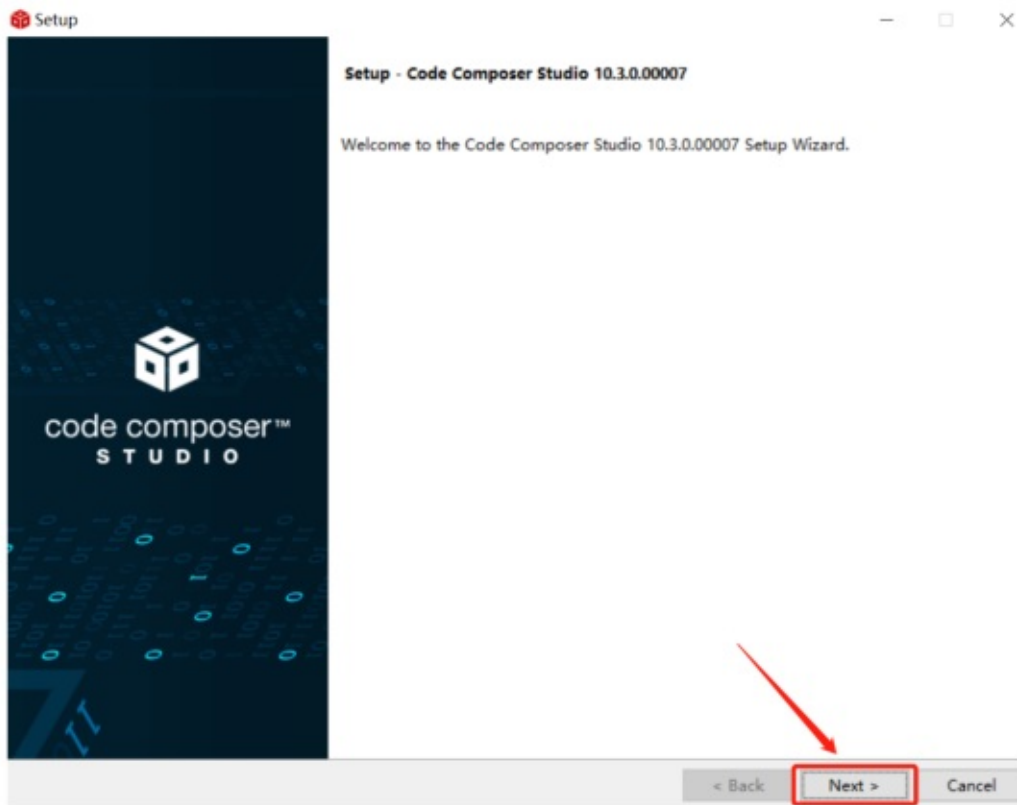 Setup
Setup - Code Composer Studio 10.3.0.00007
Welcome to the Code Composer Studio 10.3.0.00007 Setup Wizard.
code composer™
STUDIO
< Back
Next >
Cancel